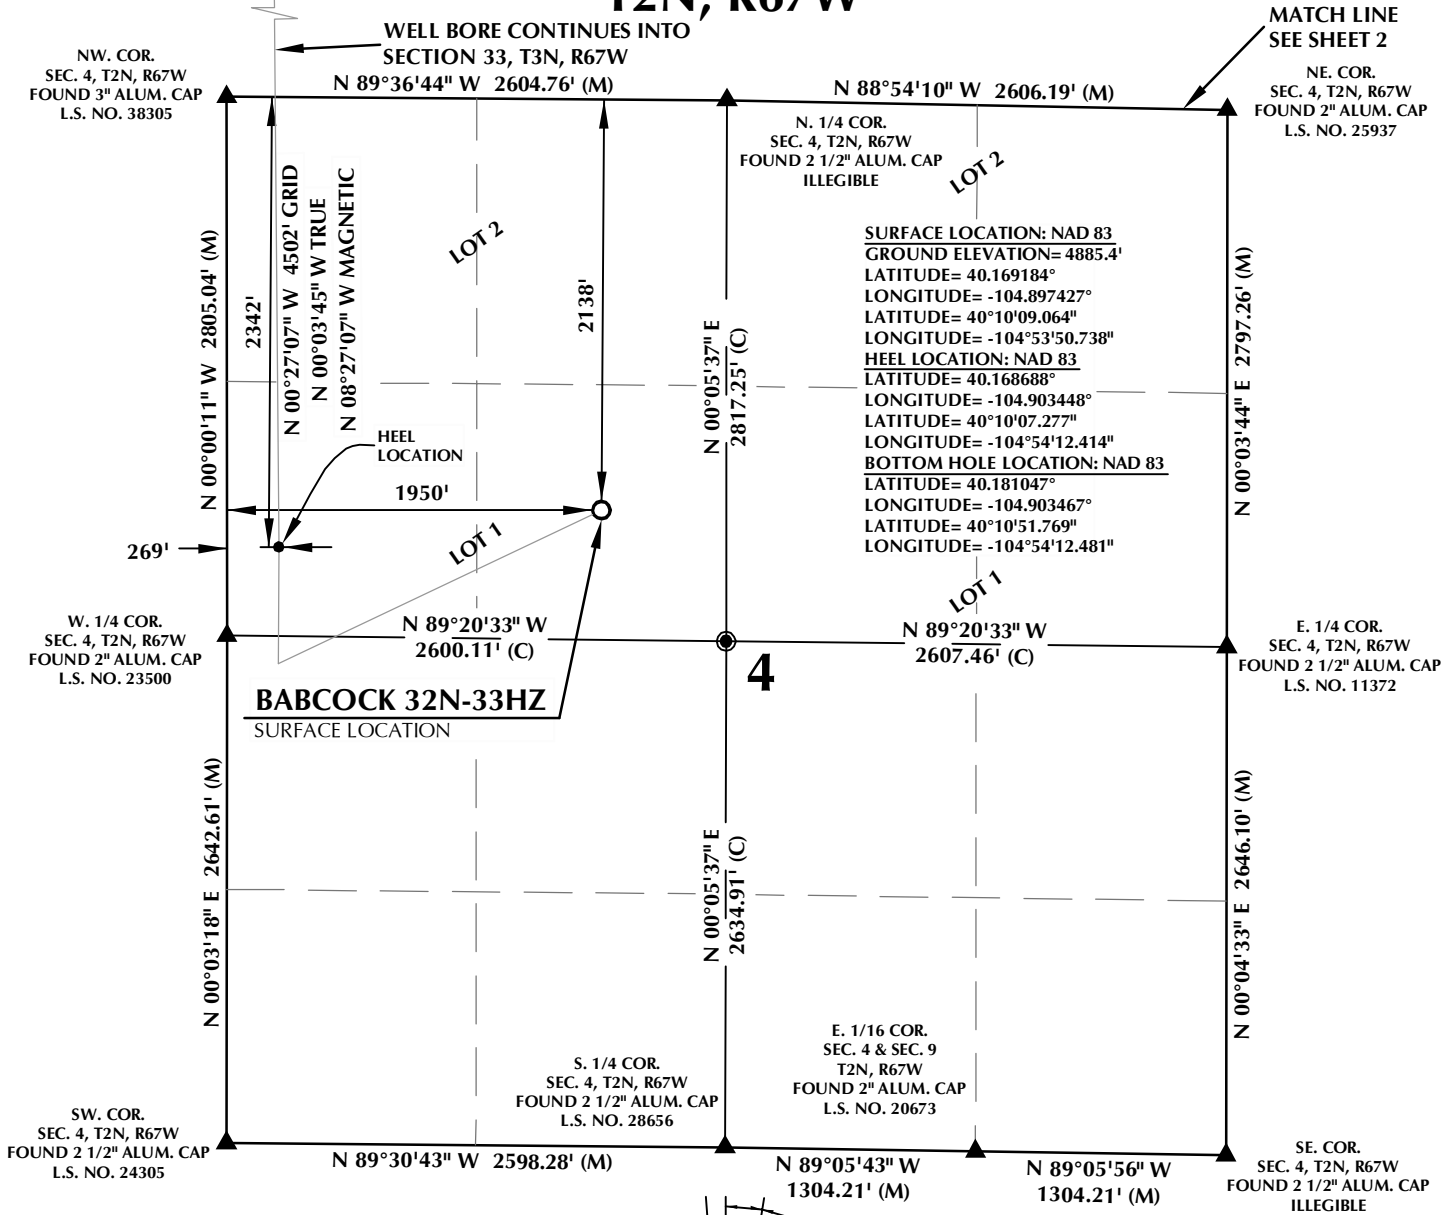 T2N, R67W
WELL BORE CONTINUES INTO
SECTION 33, T3N, R67W
MATCH LINE
SEE SHEET 2
NW. COR.
SEC. 4, T2N, R67W
FOUND 3" ALUM. CAP
L.S. NO. 38305
N 89°36'44" W 2604.76' (M)
N 88°54'10" W 2606.19' (M)
NE. COR.
SEC. 4, T2N, R67W
FOUND 2" ALUM. CAP
L.S. NO. 25937
N. 1/4 COR.
SEC. 4, T2N, R67W
FOUND 2 1/2" ALUM. CAP
ILLEGIBLE
LOT 2
LOT 2
N 00°00'11" W 2805.04' (M)
2342'
N 00°27'07" W 4502' GRID
N 00°03'45" W TRUE
N 08°27'07" W MAGNETIC
2138'
N 00°05'37" E
2817.25' (C)
SURFACE LOCATION: NAD 83
GROUND ELEVATION= 4885.4'
LATITUDE= 40.169184°
LONGITUDE= -104.897427°
LATITUDE= 40°10'09.064"
LONGITUDE= -104°53'50.738"
HEEL LOCATION: NAD 83
LATITUDE= 40.168688°
LONGITUDE= -104.903448°
LATITUDE= 40°10'07.277"
LONGITUDE= -104°54'12.414"
BOTTOM HOLE LOCATION: NAD 83
LATITUDE= 40.181047°
LONGITUDE= -104.903467°
LATITUDE= 40°10'51.769"
LONGITUDE= -104°54'12.481"
N 00°03'44" E 2797.26' (M)
HEEL
LOCATION
1950'
269'
LOT 1
LOT 1
W. 1/4 COR.
SEC. 4, T2N, R67W
FOUND 2" ALUM. CAP
L.S. NO. 23500
N 89°20'33" W
2600.11' (C)
N 89°20'33" W
2607.46' (C)
E. 1/4 COR.
SEC. 4, T2N, R67W
FOUND 2 1/2" ALUM. CAP
L.S. NO. 11372
4
BABCOCK 32N-33HZ
SURFACE LOCATION
N 00°03'18" E 2642.61' (M)
N 00°05'37" E
2634.91' (C)
N 00°04'33" E 2646.10' (M)
E. 1/16 COR.
SEC. 4 & SEC. 9
T2N, R67W
FOUND 2" ALUM. CAP
L.S. NO. 20673
S. 1/4 COR.
SEC. 4, T2N, R67W
FOUND 2 1/2" ALUM. CAP
L.S. NO. 28656
SW. COR.
SEC. 4, T2N, R67W
FOUND 2 1/2" ALUM. CAP
L.S. NO. 24305
N 89°30'43" W 2598.28' (M)
N 89°05'43" W
1304.21' (M)
N 89°05'56" W
1304.21' (M)
SE. COR.
SEC. 4, T2N, R67W
FOUND 2 1/2" ALUM. CAP
ILLEGIBLE